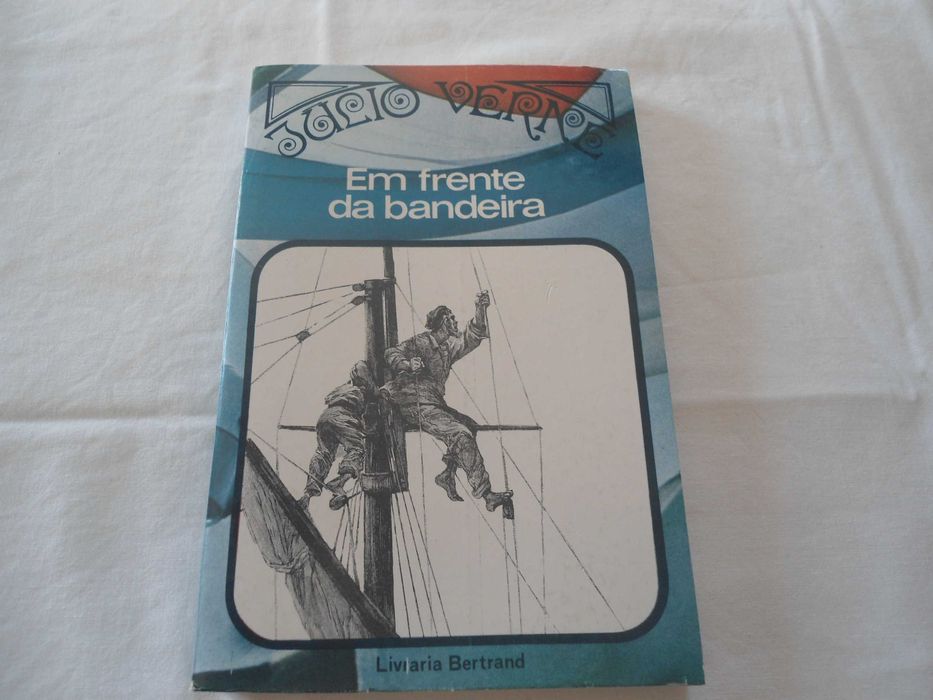 JÚLIO VERNE
Em frente
da bandeira
Livraria Bertrand